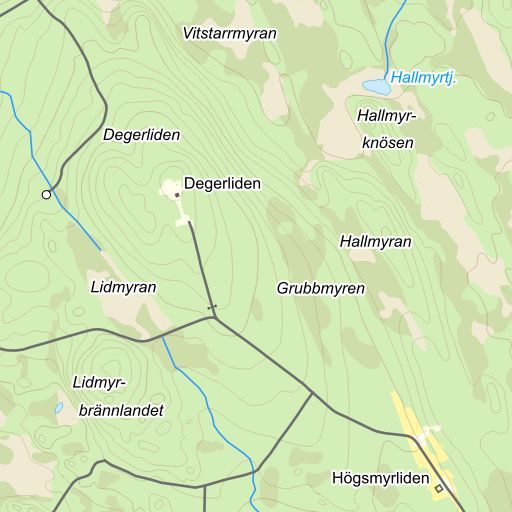 Vitstarrmyran
Hallmyrtj.
Hallmyr-
knösen
Degerliden
Degerliden
Hallmyran
Lidmyran
Grubbmyren
Lidmyr-
brännlandet
Högsmyrliden